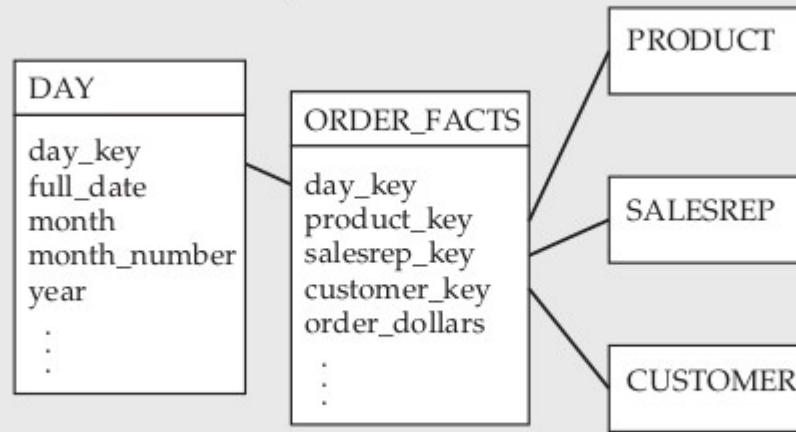 DAY
day_key
full_date
month
month_number
year
ORDER_FACTS
day_key
product_key
salesrep_key
customer_key
order_dollars
PRODUCT
SALESREP
CUSTOMER